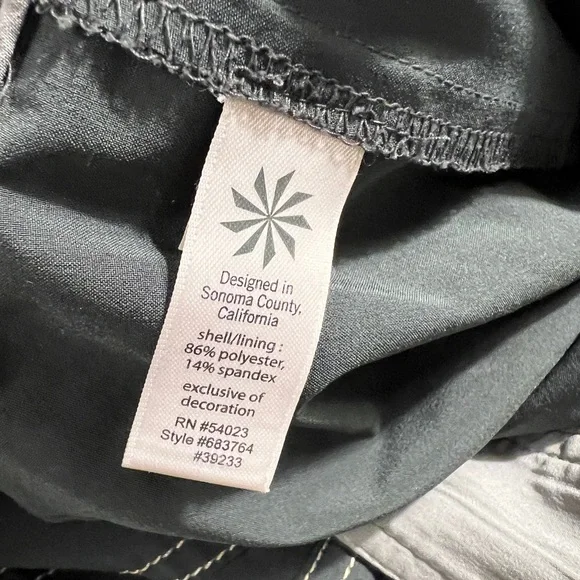 Designed in
Sonoma County,
California
shell/lining :
86% polyester,
14% spandex
exclusive of
decoration
RN #54023
Style #683764
#39233